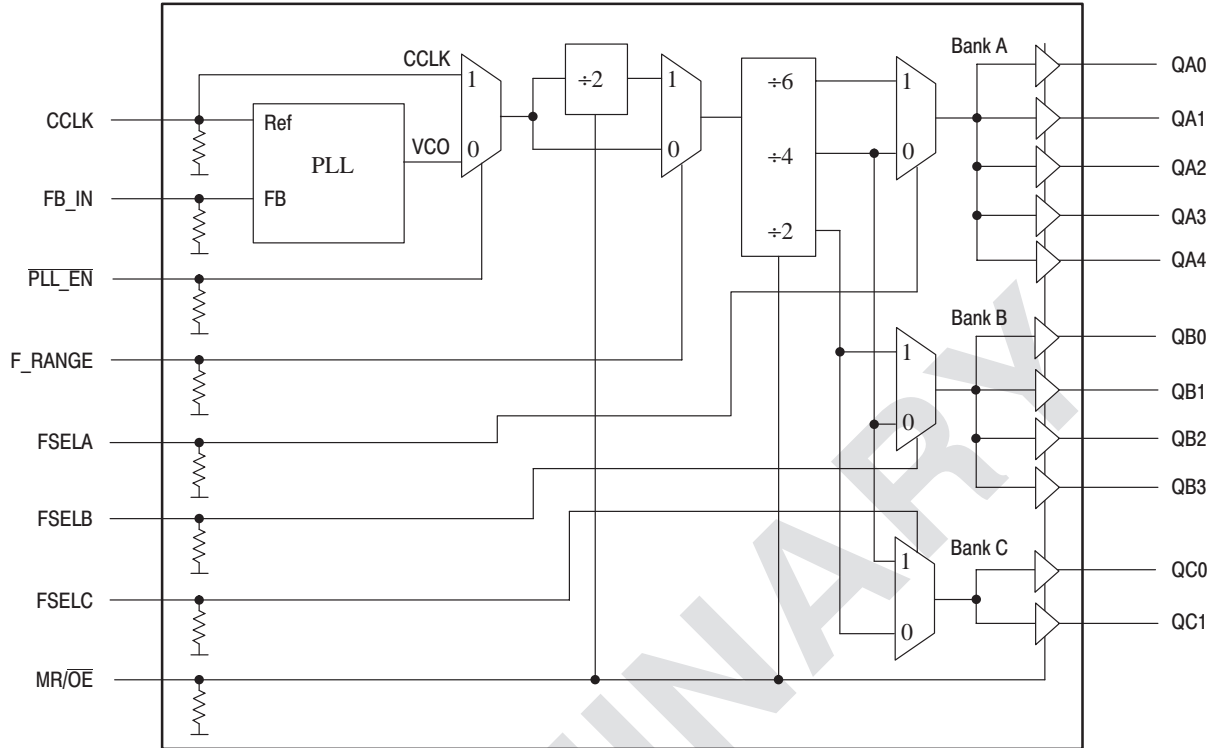 CCLK
FB_IN
PLL_EN
F_RANGE
FSELA
FSELB
FSELC
MR/OE
Ref
FB
PLL
CCLK
VCO
1
0
÷2
1
0
÷6
÷4
÷2
1
0
Bank A
QA0
QA1
QA2
QA3
QA4
1
0
Bank B
QB0
QB1
QB2
QB3
1
0
Bank C
QC0
QC1
INARY